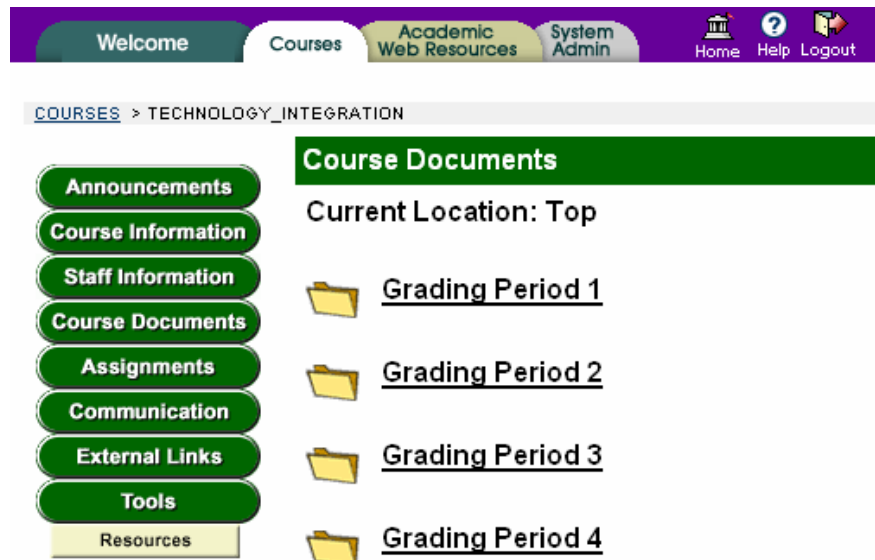 Welcome
Courses
Academic
Web Resources
System
Admin
Home
Help
Logout
COURSES > TECHNOLOGY_INTEGRATION
Announcements
Course Information
Staff Information
Course Documents
Assignments
Communication
External Links
Tools
Resources
Course Documents
Current Location: Top
Grading Period 1
Grading Period 2
Grading Period 3
Grading Period 4